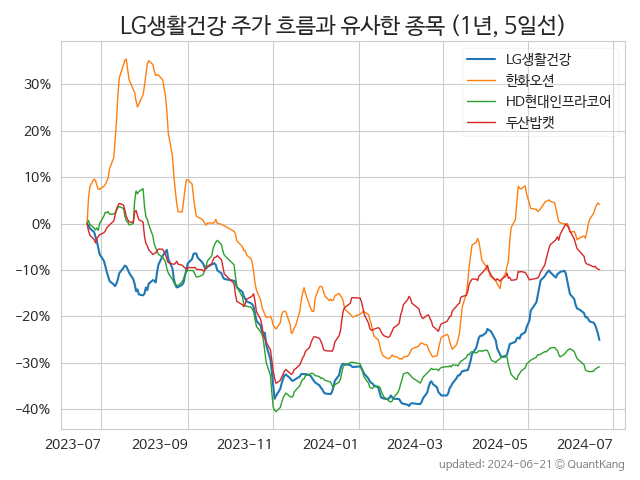 LG생활건강 주가 흐름과 유사한 종목 (1년, 5일선)
LG생활건강
한화오션
HD현대인프라코어
두산밥캣
30%
20%
10%
0%
−10%
−20%
−30%
−40%
2023-07 2023-09 2023-11 2024-01 2024-03 2024-05 2024-07
updated: 2024-06-21 © QuantKang